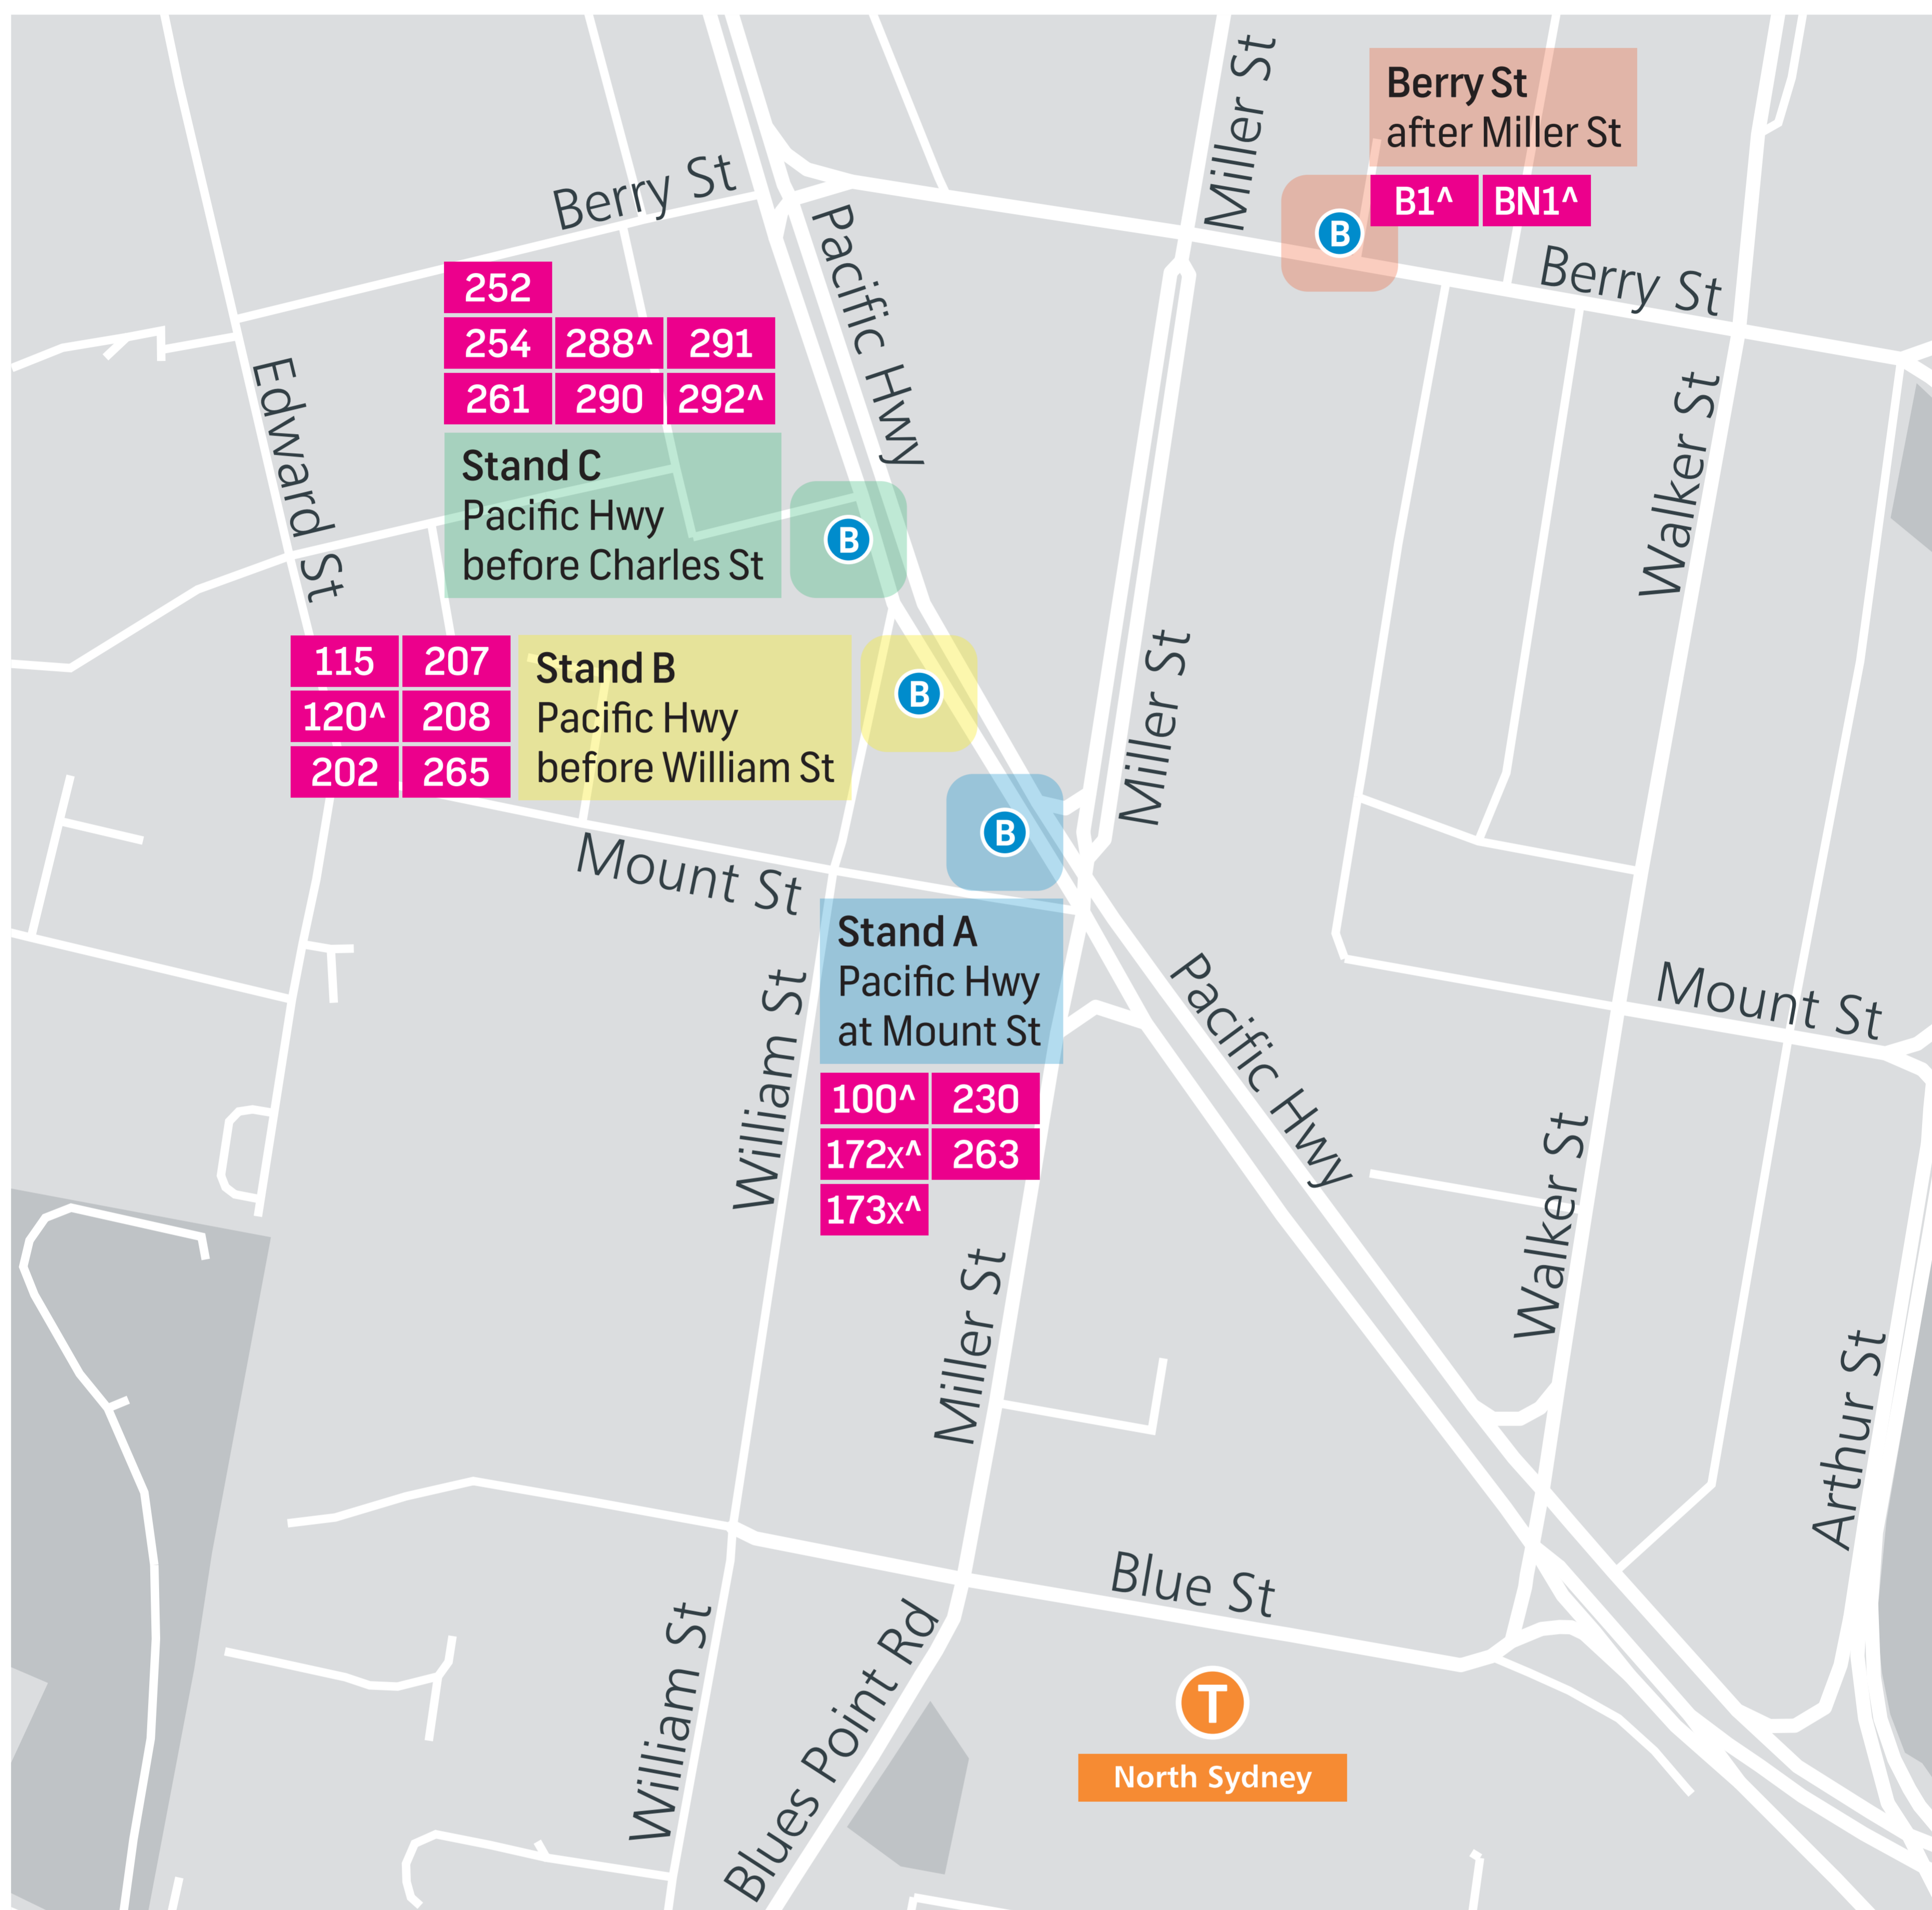 Miller St
Berry St
after Miller St
B1^ BN1^
B
Berry St
Berry St
Pacific Hwy
252
254 288^ 291
261 290 292^
Stand C
Pacific Hwy
before Charles St
B
Edward St
Walker St
115 207
120^ 208
202 265
Stand B
Pacific Hwy
before William St
B
Miller St
B
Mount St
Stand A
Pacific Hwy
at Mount St
100^ 230
172x^ 263
173x^
William St
Pacific Hwy
Mount St
Walker St
Miller St
Arthur St
Blue St
William St
Blues Point Rd
T
North Sydney